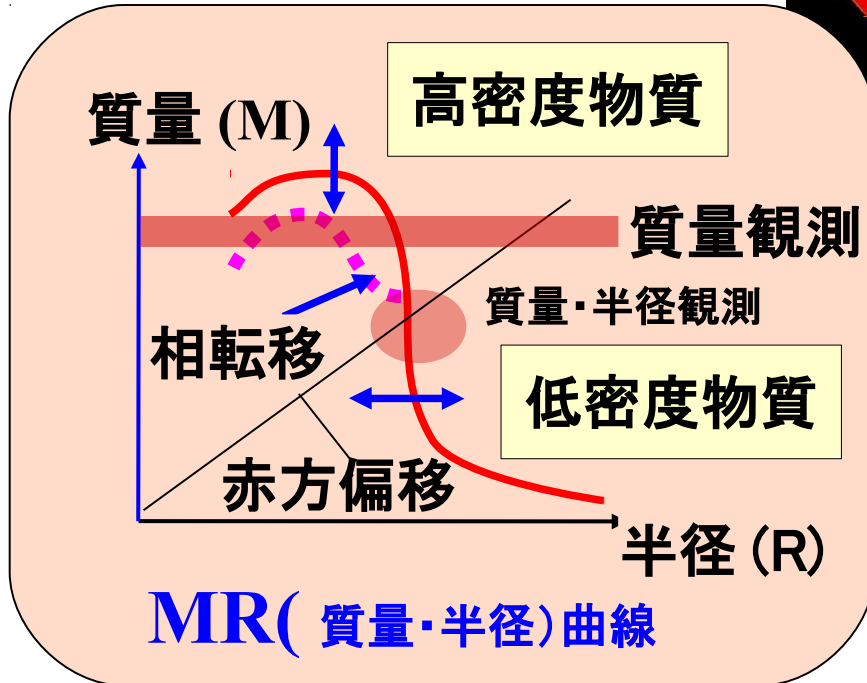 高密度物質
質量 (M)
質量観測
質量・半径観測
相転移
低密度物質
赤方偏移
半径 (R)
MR( 質量・半径) 曲線